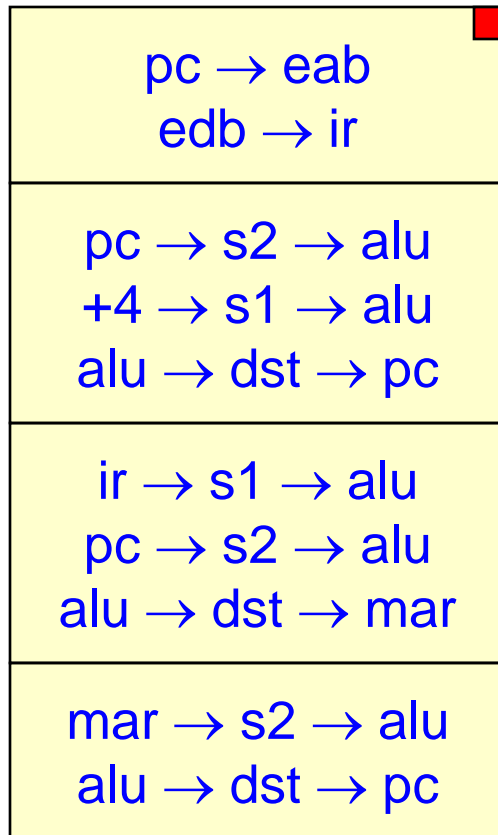 pc → eab
edb → ir
pc → s2 → alu
+4 → s1 → alu
alu → dst → pc
ir → s1 → alu
pc → s2 → alu
alu → dst → mar
mar → s2 → alu
alu → dst → pc